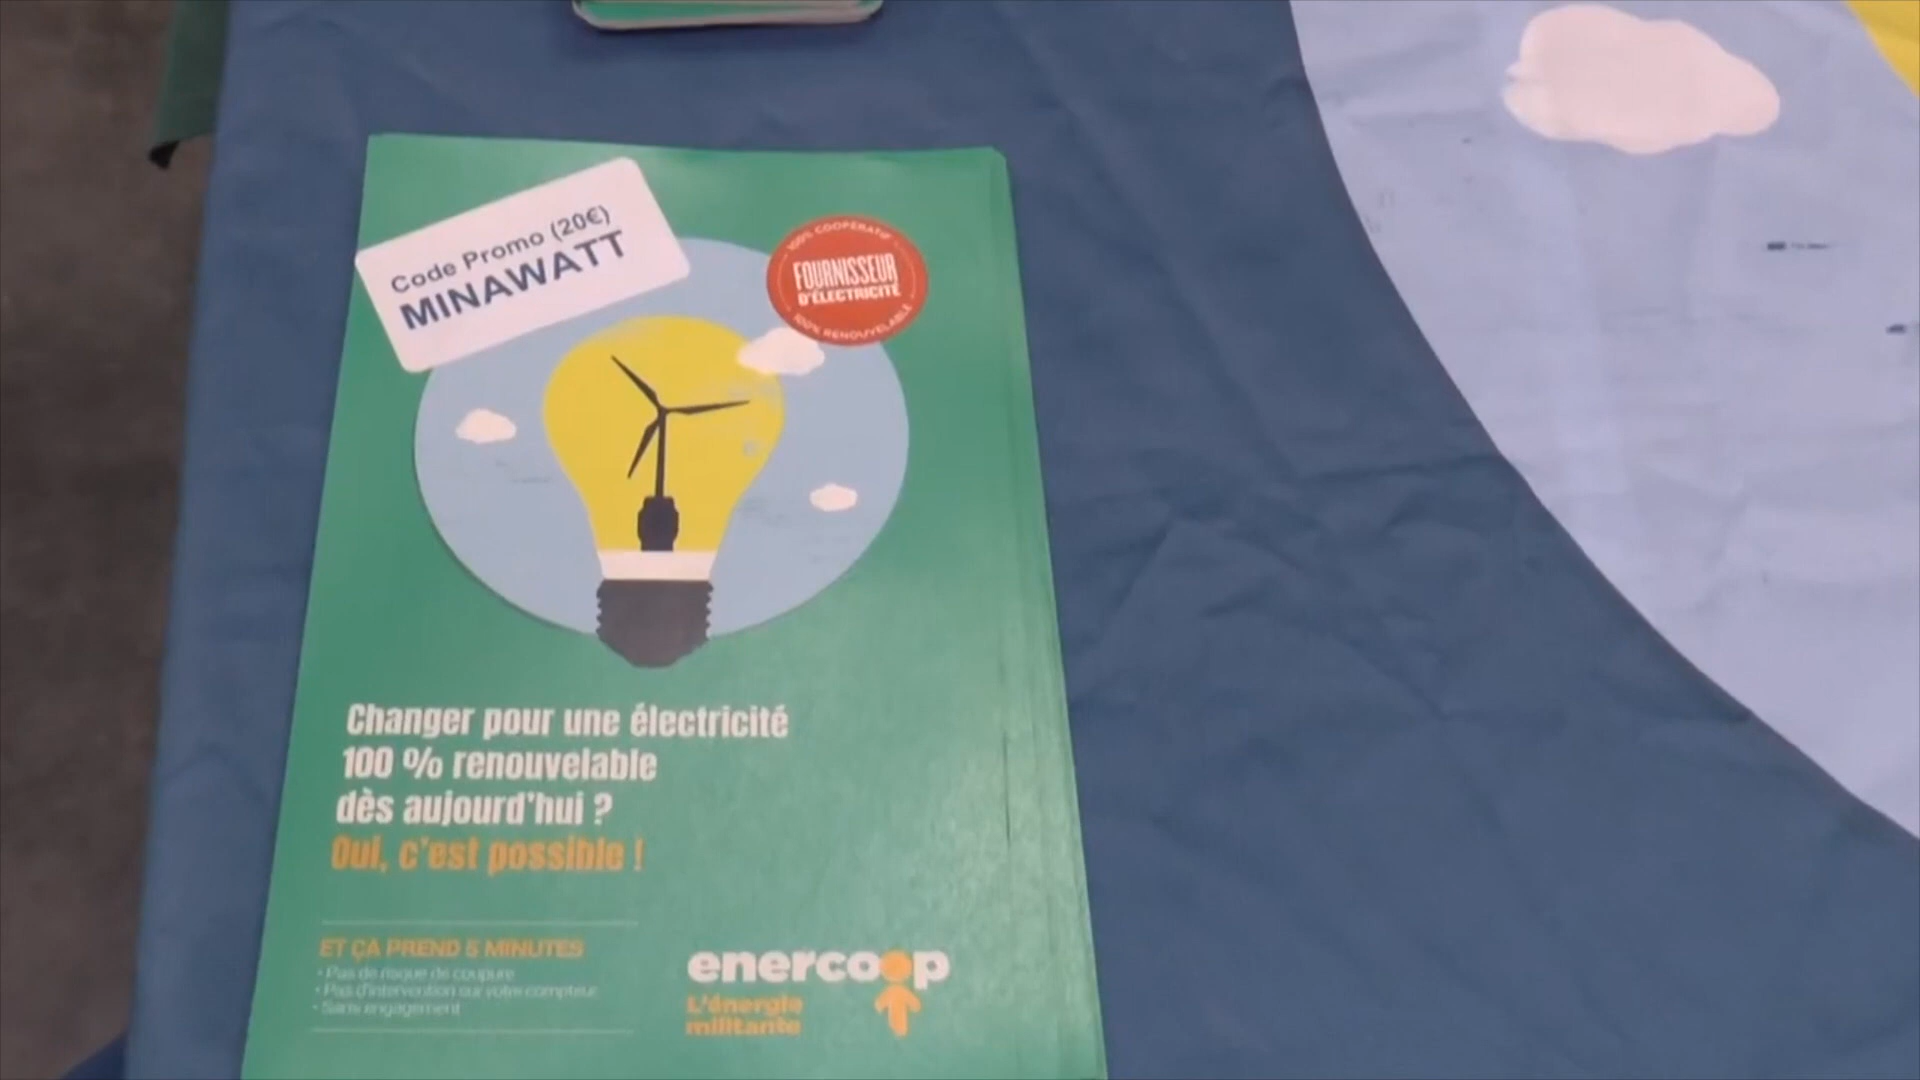 Code Promo (20€)
MINAWATT
100% COOPÉRATIF
FOURNISSEUR
D'ÉLECTRICITÉ
100% RENOUVELABLE
Changer pour une électricité
100 % renouvelable
dès aujourd'hui ?
Oui, c'est possible !
ET ÇA PREND 5 MINUTES
• Pas de risque de coupure
• Pas d'intervention sur votre compteur
• Sans engagement
enercoop
L'énergie
militante